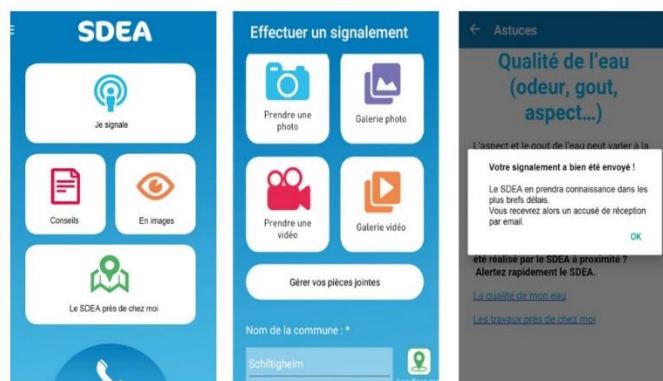 SDEA
Je signale
Conseils
En images
Le SDEA près de chez moi
Effectuer un signalement
Prendre une
photo
Galerie photo
Prendre une
vidéo
Galerie vidéo
Gérer vos pièces jointes
Nom de la commune : *
Schiltigheim
Astuces
Qualité de l'eau
(odeur, gout,
aspect...)
L'aspect et le gout de l'eau peut varier à la
Votre signalement a bien été envoyé !
Le SDEA en prendra connaissance dans les
plus brefs délais.
Vous recevrez alors un accusé de réception
par email.
OK
été réalisé par le SDEA a proximité ?
Alertez rapidement le SDEA.
La qualité de mon eau
Les travaux près de chez moi